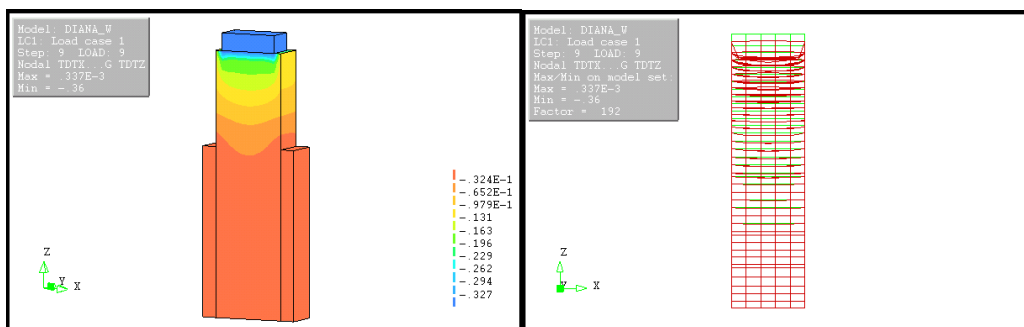 Model: DIANA_W
LC1: Load case 1
Step: 9 LOAD: 9
Nodal TDTX...G TDTZ
Max = .337E-3
Min = -.36
-.324E-1
-.652E-1
-.979E-1
-.131
-.163
-.196
-.229
-.262
-.294
-.327
Z
Y
X
Model: DIANA_W
LC1: Load case 1
Step: 9 LOAD: 9
Nodal TDTX...G TDTZ
Max/Min on model set:
Max = .337E-3
Min = -.36
Factor = 192
Z
Y
X